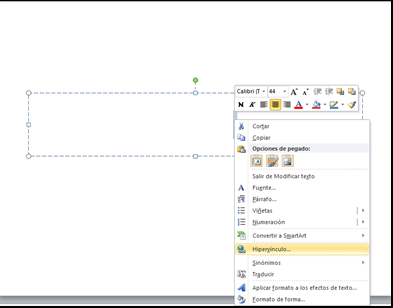 Calibri (T 44
N K
Cortar
Copiar
Opciones de pegado:
Salir de Modificar texto
Fuente...
Párrafo...
Viñetas
Numeración
Convertir a SmartArt
Hipervínculo...
Sinónimos
Traducir
Aplicar formato a los efectos de texto...
Formato de forma...